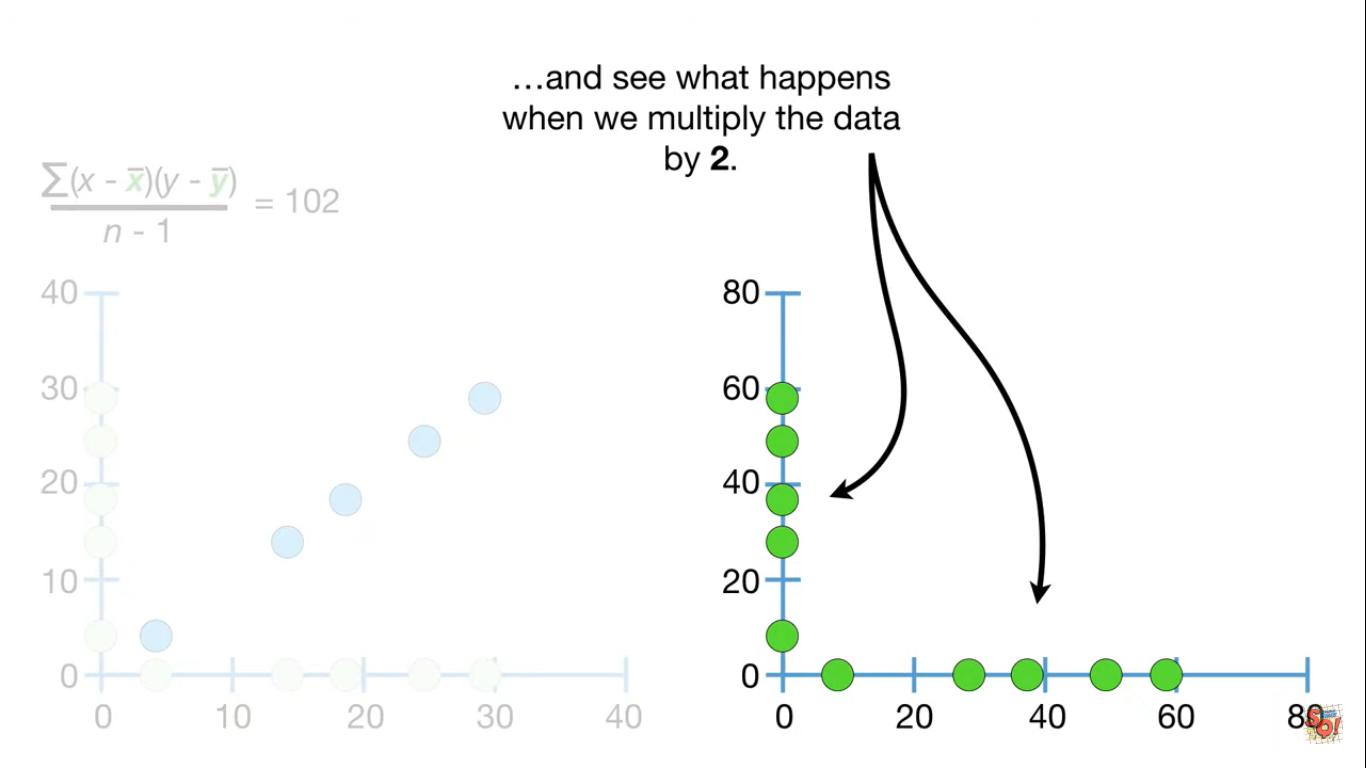 …and see what happens
when we multiply the data
by 2.
∑(x - x̅)(y - y̅)
n - 1
= 102
40
30
20
10
0
0 10 20 30 40
80
60
40
20
0
0 20 40 60 80
SQ!